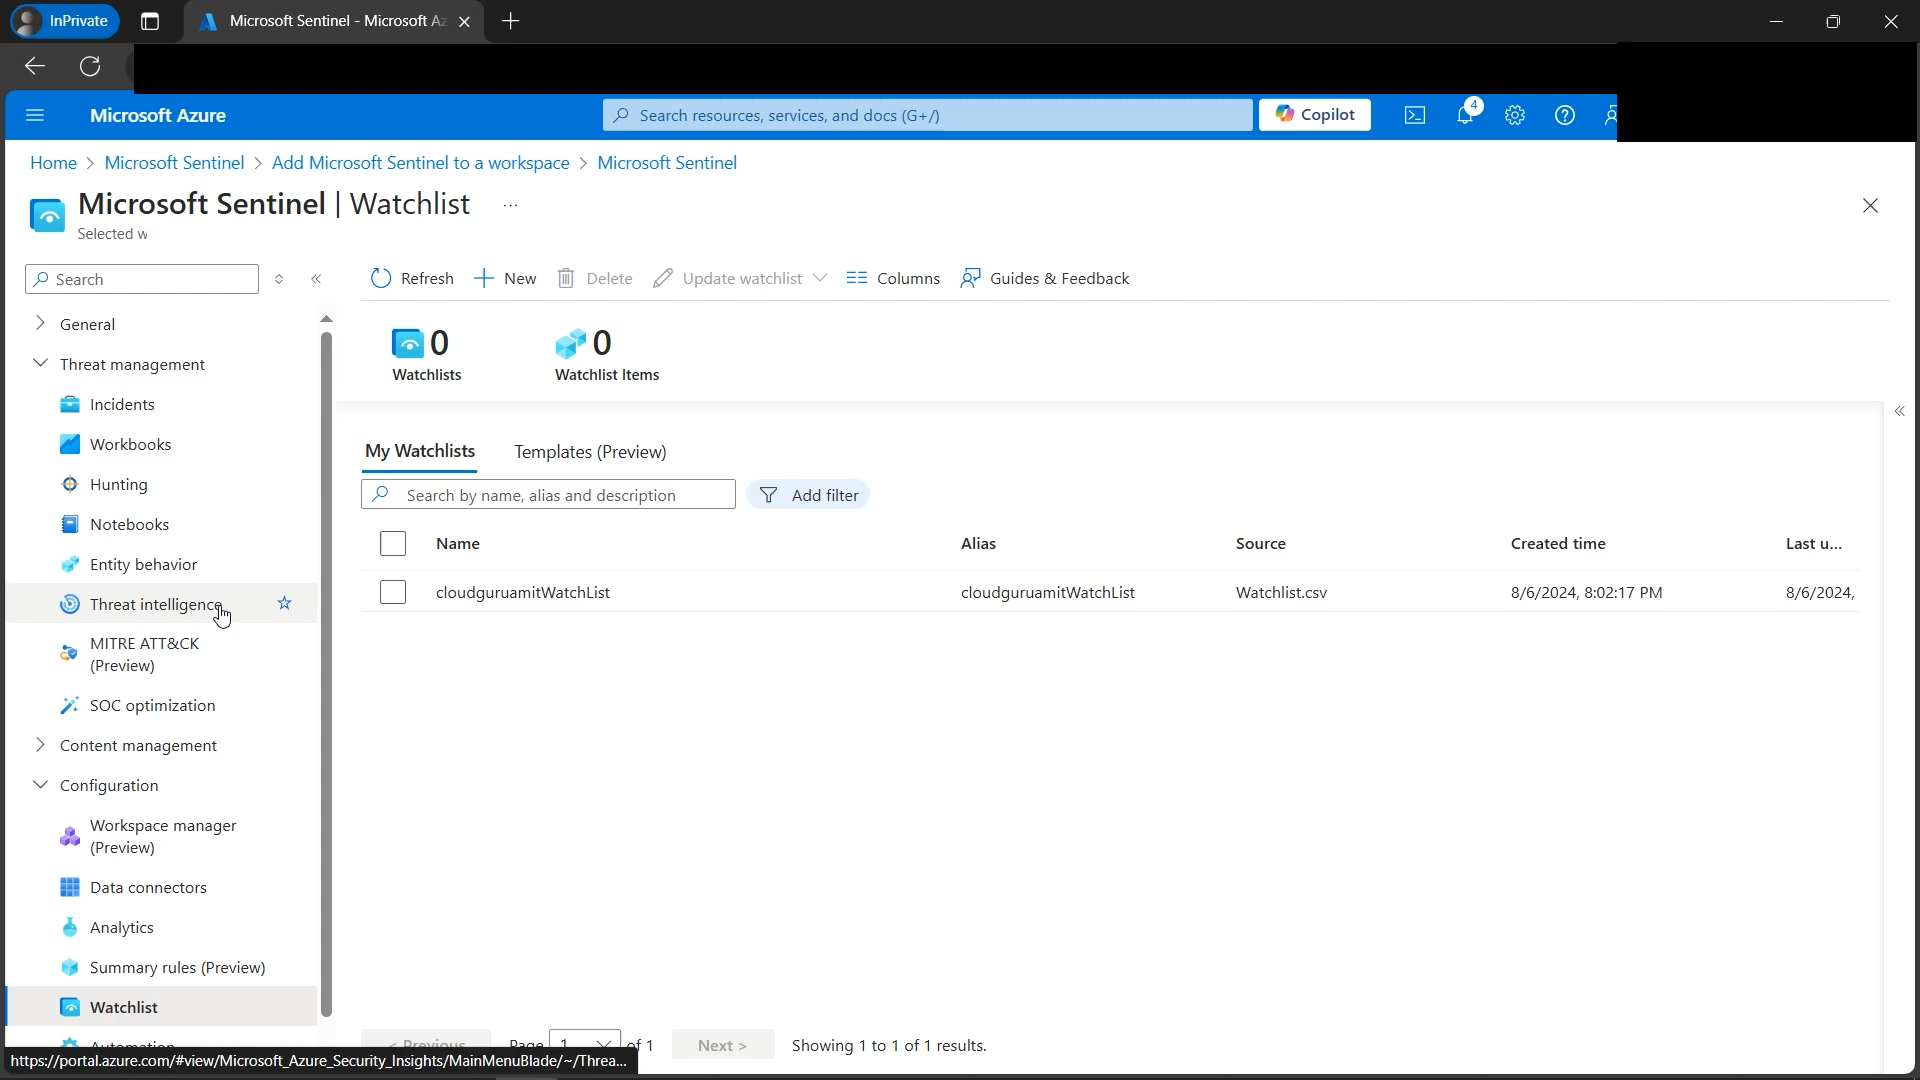 InPrivate
Microsoft Sentinel - Microsoft Az
Microsoft Azure
Search resources, services, and docs (G+/)
Copilot
4
Home > Microsoft Sentinel > Add Microsoft Sentinel to a workspace > Microsoft Sentinel
Microsoft Sentinel | Watchlist ...
Selected w
Search
Refresh
New
Delete
Update watchlist
Columns
Guides & Feedback
General
Threat management
Incidents
Workbooks
Hunting
Notebooks
Entity behavior
Threat intelligence
MITRE ATT&CK
(Preview)
SOC optimization
Content management
Configuration
Workspace manager
(Preview)
Data connectors
Analytics
Summary rules (Preview)
Watchlist
Automation
0
Watchlists
0
Watchlist Items
My Watchlists
Templates (Preview)
Search by name, alias and description
Add filter
Name Alias Source Created time Last u...
cloudguruamitWatchList cloudguruamitWatchList Watchlist.csv 8/6/2024, 8:02:17 PM 8/6/2024,
< Previous Page 1 of 1 Next > Showing 1 to 1 of 1 results.
https://portal.azure.com/#view/Microsoft_Azure_Security_Insights/MainMenuBlade/~/Threa...